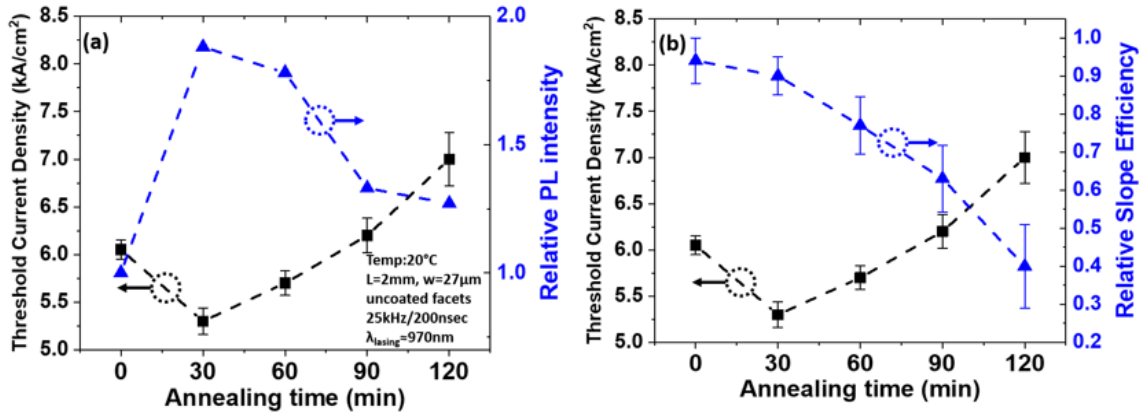 (a)
Threshold Current Density (kA/cm²)
8.5
8.0
7.5
7.0
6.5
6.0
5.5
5.0
0 30 60 90 120
Annealing time (min)
2.0
1.5
1.0
Relative PL intensity
Temp:20°C
L=2mm, w=27μm
uncoated facets
25kHz/200nsec
λlasing=970nm
(b)
Threshold Current Density (kA/cm²)
8.5
8.0
7.5
7.0
6.5
6.0
5.5
5.0
0 30 60 90 120
Annealing time (min)
1.0
0.9
0.8
0.7
0.6
0.5
0.4
0.3
0.2
Relative Slope Efficiency